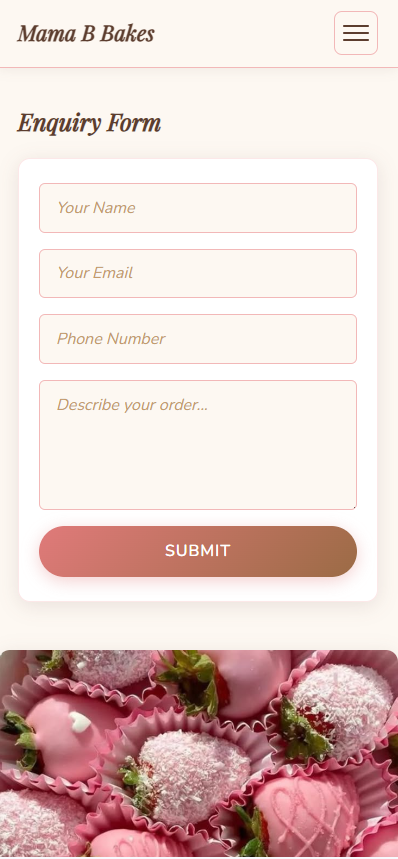 Mama B Bakes
Enquiry Form
Your Name
Your Email
Phone Number
Describe your order...
SUBMIT